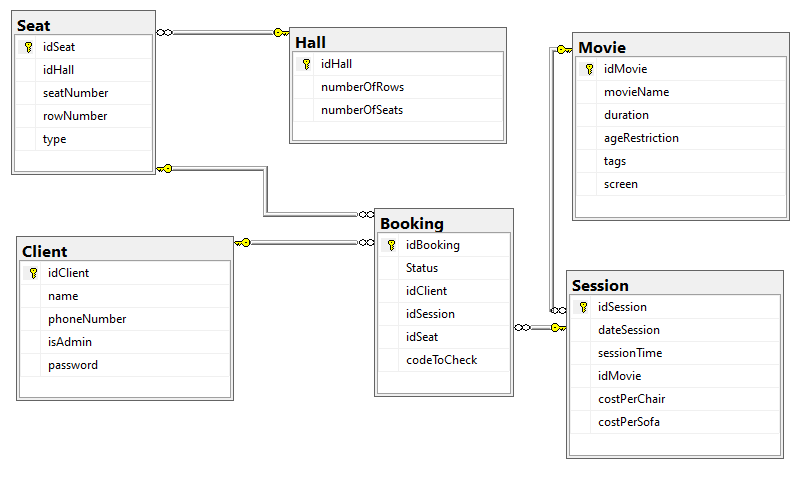 Seat
idSeat
idHall
seatNumber
rowNumber
type
Hall
idHall
numberOfRows
numberOfSeats
Movie
idMovie
movieName
duration
ageRestriction
tags
screen
Client
idClient
name
phoneNumber
isAdmin
password
Booking
idBooking
Status
idClient
idSession
idSeat
codeToCheck
Session
idSession
dateSession
sessionTime
idMovie
costPerChair
costPerSofa